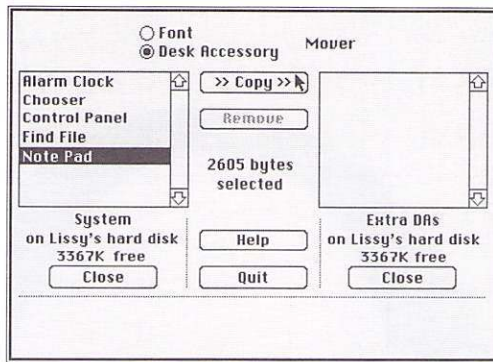 Font
Desk Accessory
Mover
Alarm Clock
Chooser
Control Panel
Find File
Note Pad
>> Copy >>
Remove
2605 bytes
selected
System
on Lissy's hard disk
3367K free
Close
Help
Quit
Extra DAs
on Lissy's hard disk
3367K free
Close